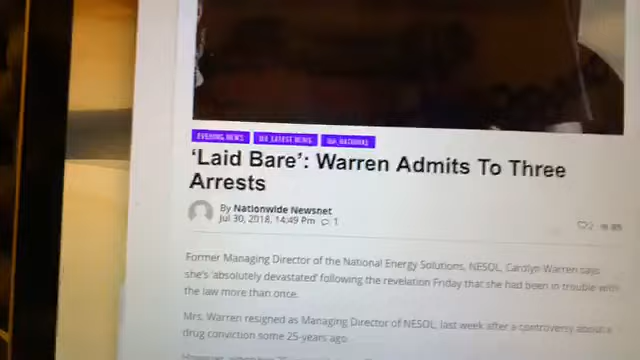 EVENING NEWS LATEST NEWS
'Laid Bare': Warren Admits To Three
Arrests
By Nationwide Newsnet
Jul 30, 2018, 14:49 Pm 1
Former Managing Director of the National Energy Solutions, NESOL, Carolyn Warren says
she's 'absolutely devastated' following the revelation Friday that she had been in trouble with
the law more than once.
Mrs. Warren resigned as Managing Director of NESOL, last week after a controversy about a
drug conviction some 25-years ago.